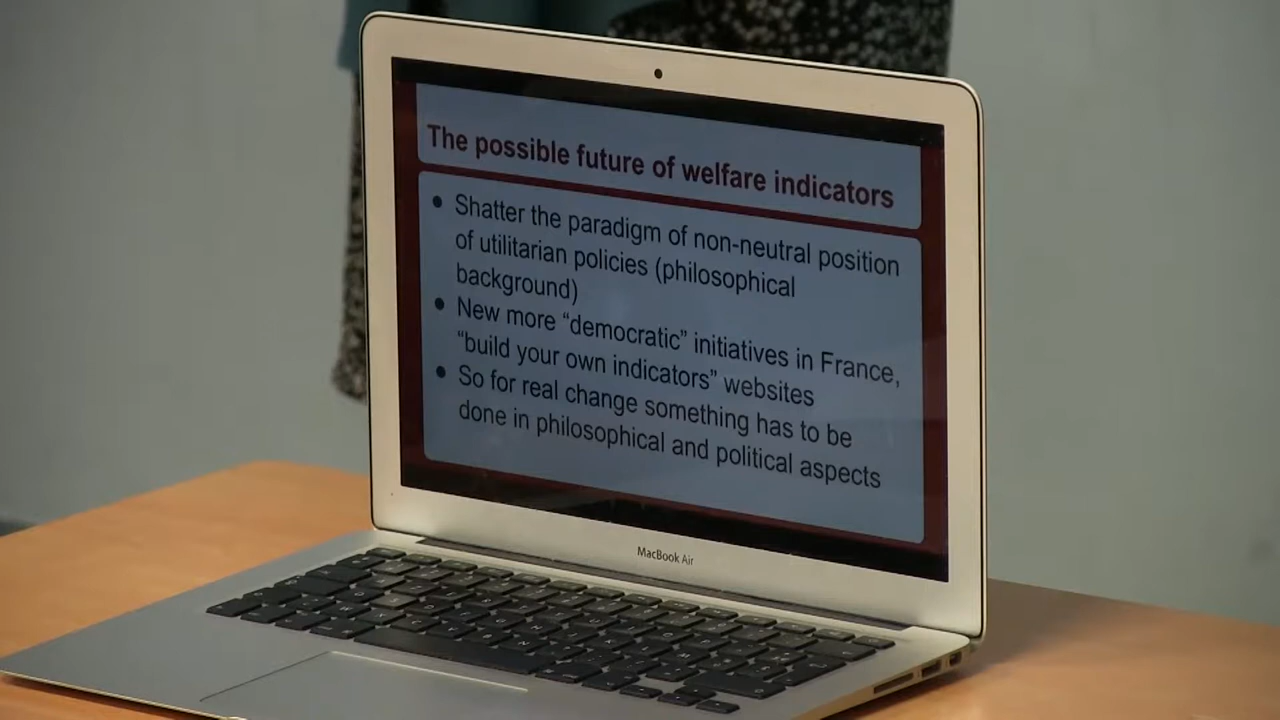 The possible future of welfare indicators
• Shatter the paradigm of non-neutral position
of utilitarian policies (philosophical
background)
• New more “democratic” initiatives in France,
“build your own indicators” websites
• So for real change something has to be
done in philosophical and political aspects
MacBook Air